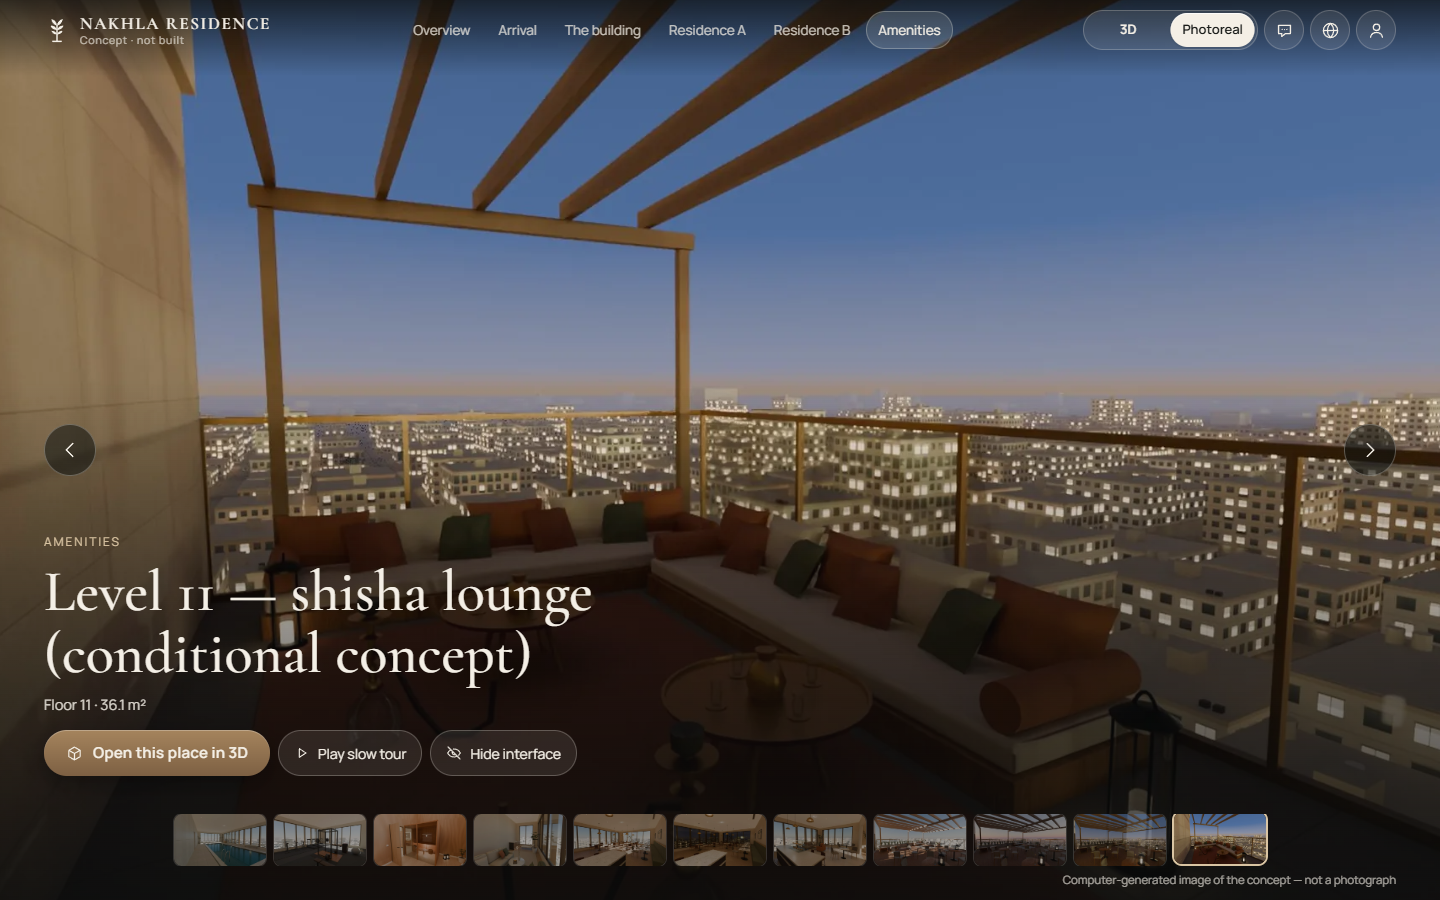 NAKHLA RESIDENCE
Concept · not built
Overview
Arrival
The building
Residence A
Residence B
Amenities
3D
Photoreal
AMENITIES
Level 11 — shisha lounge
(conditional concept)
Floor 11 · 36.1 m²
Open this place in 3D
Play slow tour
Hide interface
Computer-generated image of the concept — not a photograph